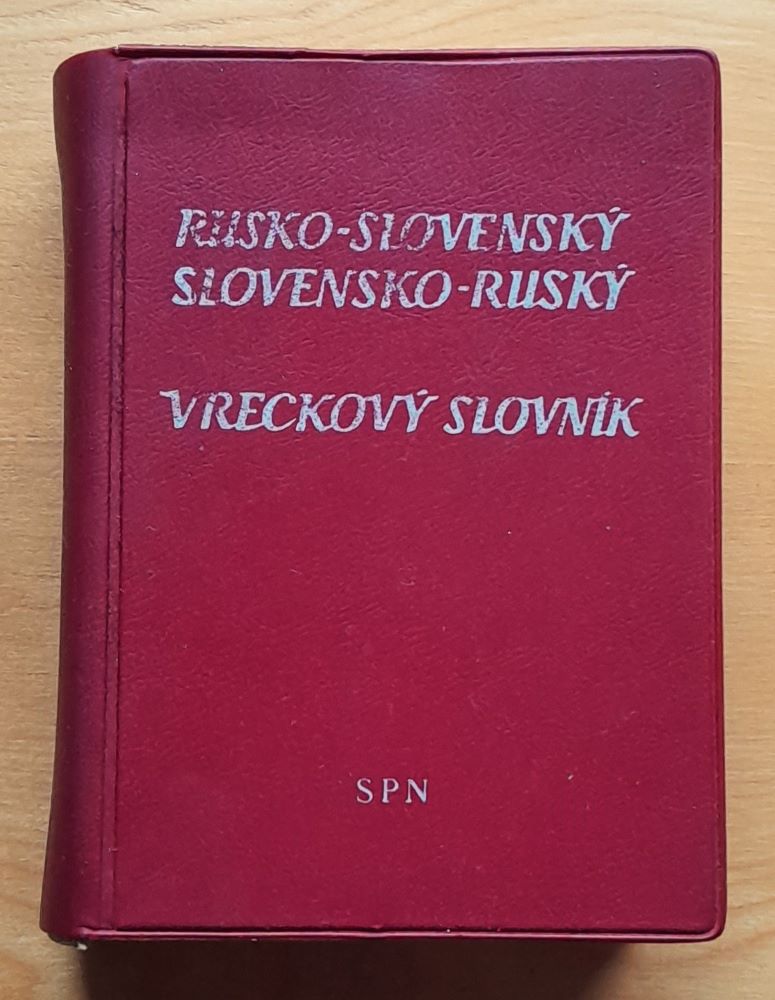 RUSKO-SLOVENSKÝ
SLOVENSKO-RUSKÝ
VRECKOVÝ SLOVNÍK
SPN